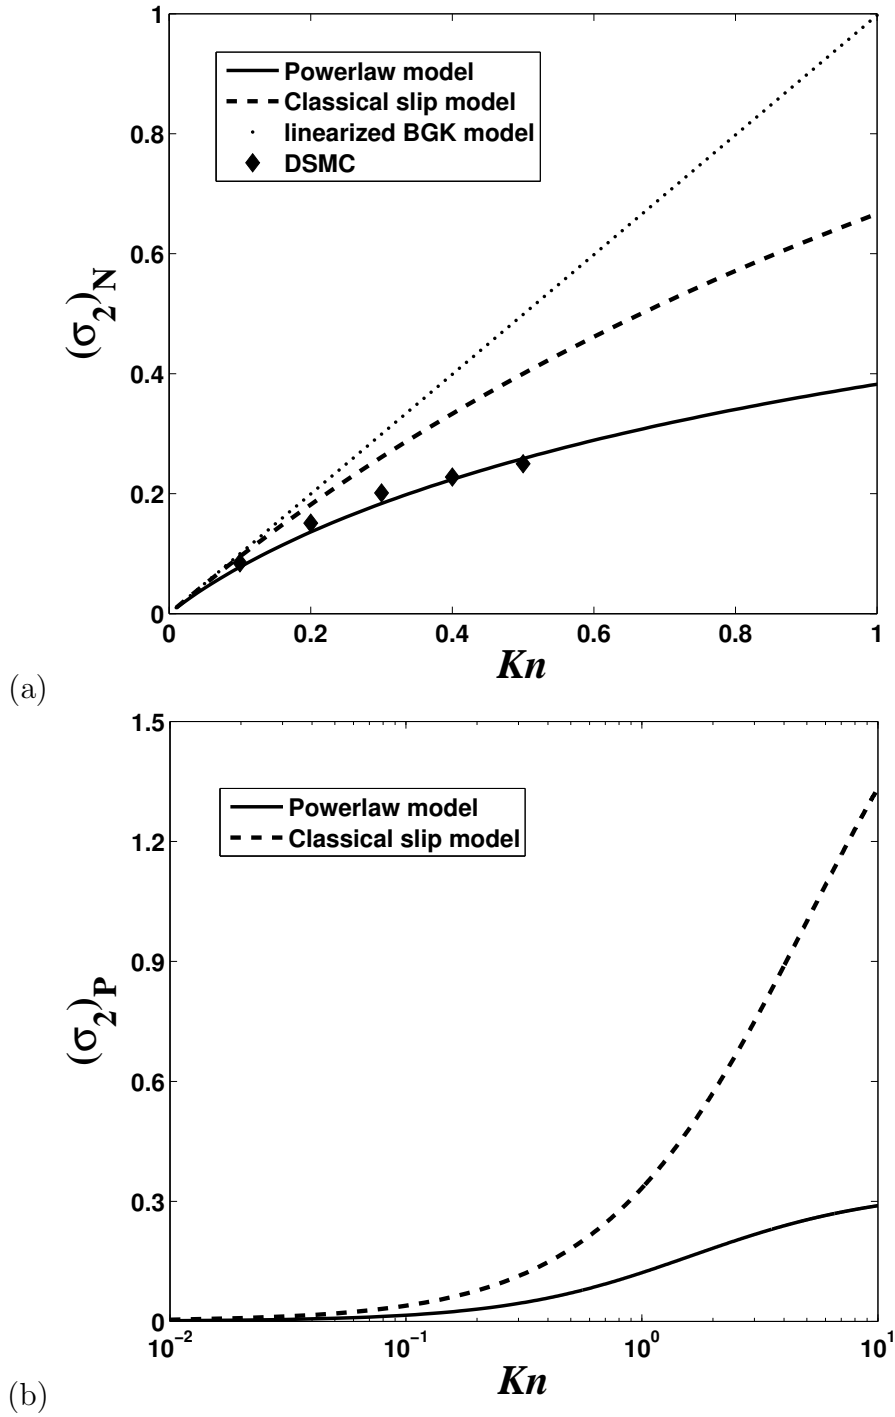 1
0.8
0.6
0.4
0.2
0
(σ2)N
Powerlaw model
Classical slip model
linearized BGK model
DSMC
0 0.2 0.4 0.6 0.8 1
Kn
(a)
1.5
1.2
0.9
0.6
0.3
0
(σ2)P
Powerlaw model
Classical slip model
10^-2 10^-1 10^0 10^1
Kn
(b)